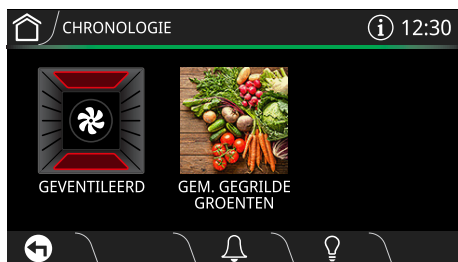 CHRONOLOGIE
i 12:30
GEVENTILEERD
GEM. GEGRILDE
GROENTEN